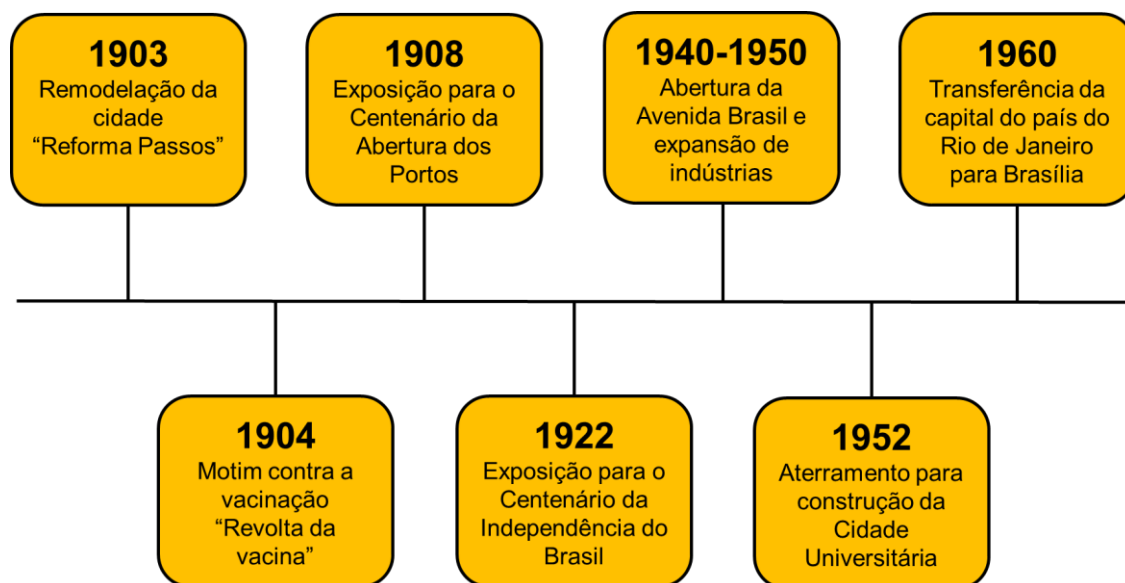 1903
Remodelação da
cidade
“Reforma Passos”
1908
Exposição para o
Centenário da
Abertura dos
Portos
1940-1950
Abertura da
Avenida Brasil e
expansão de
indústrias
1960
Transferência da
capital do país do
Rio de Janeiro
para Brasília
1904
Motim contra a
vacinação
“Revolta da
vacina”
1922
Exposição para o
Centenário da
Independência do
Brasil
1952
Aterramento para
construção da
Cidade
Universitária